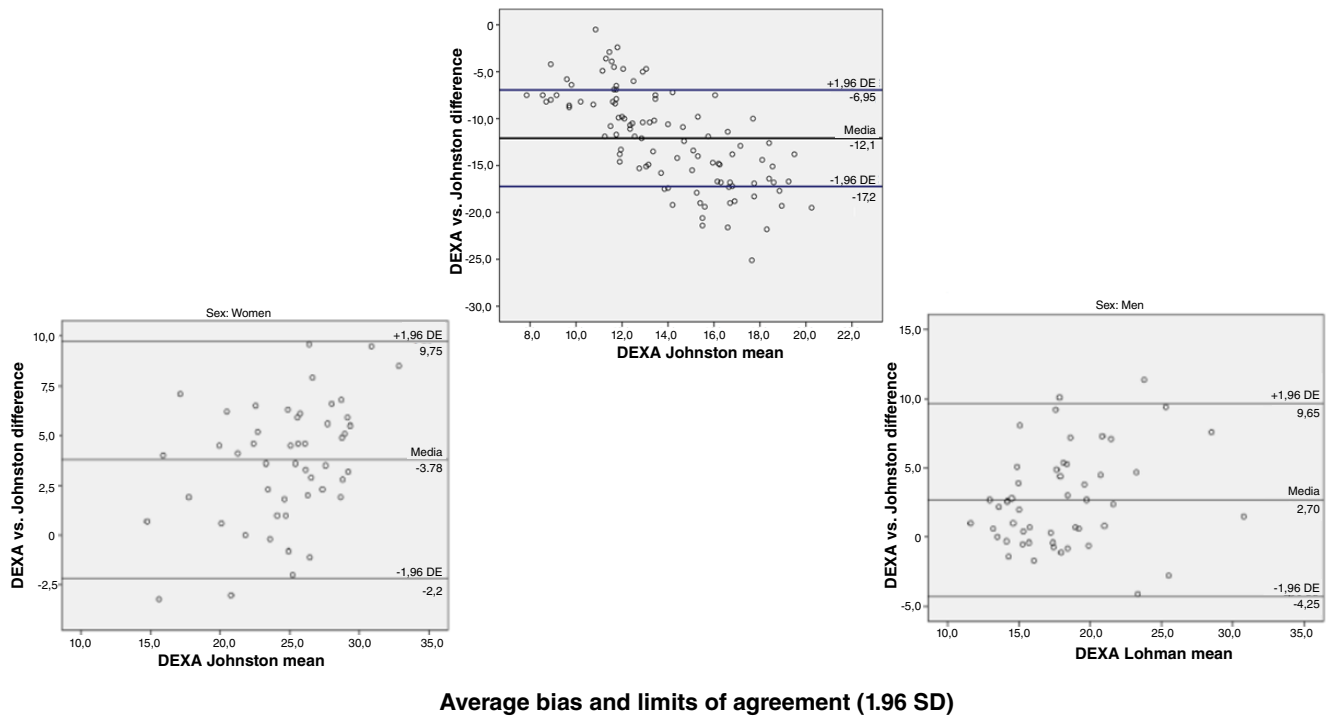 0
-5,0
-10,0
-15,0
-20,0
-25,0
-30,0
DEXA vs. Johnston difference
+1,96 DE
-6,95
Media
-12,1
-1,96 DE
-17,2
8,0 10,0 12,0 14,0 16,0 18,0 20,0 22,0
DEXA Johnston mean
Sex: Women
10,0
7,5
5,0
2,5
0
-2,5
DEXA vs. Johnston difference
+1,96 DE
9,75
Media
-3.78
-1,96 DE
-2,2
10,0 15,0 20,0 25,0 30,0 35,0
DEXA Johnston mean
Sex: Men
15,0
10,0
5,0
0
-5,0
DEXA vs. Johnston difference
+1,96 DE
9,65
Media
2,70
-1,96 DE
-4,25
10,0 15,0 20,0 25,0 30,0 35,0
DEXA Lohman mean
Average bias and limits of agreement (1.96 SD)